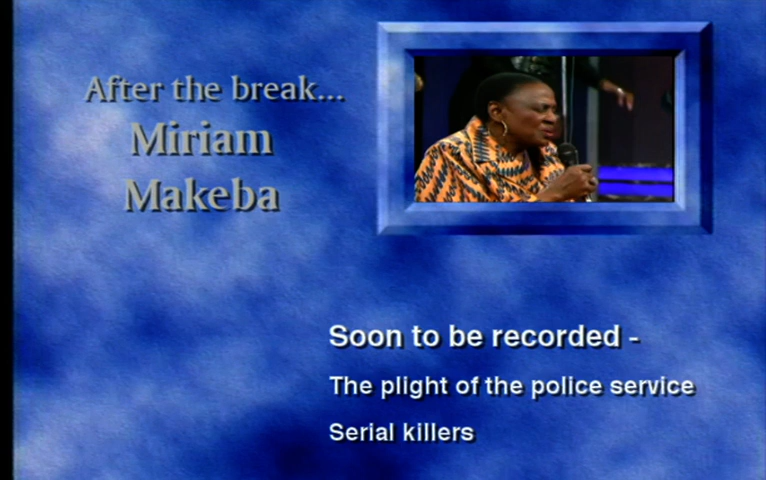 After the break...
Miriam
Makeba
Soon to be recorded -
The plight of the police service
Serial killers